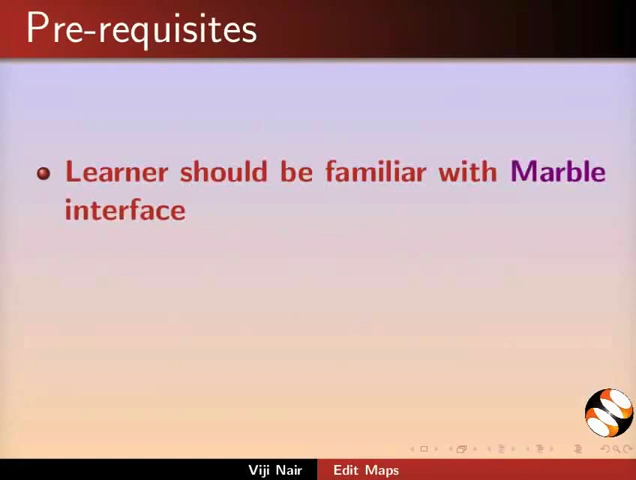 Pre-requisites
Learner should be familiar with Marble
interface
Viji Nair
Edit Maps